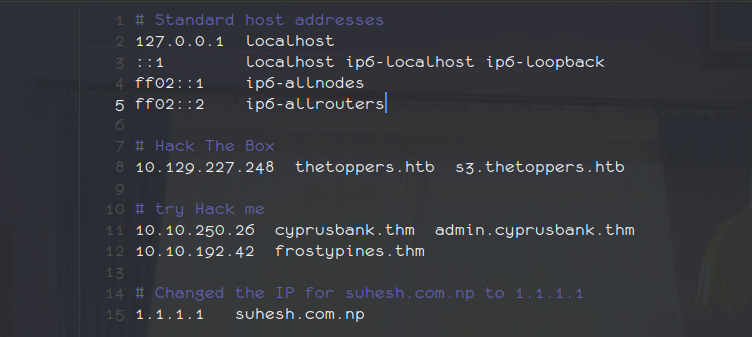 1 # Standard host addresses
2 127.0.0.1 localhost
3 ::1 localhost ip6-localhost ip6-loopback
4 ff02::1 ip6-allnodes
5 ff02::2 ip6-allrouters
6
7 # Hack The Box
8 10.129.227.248 thetoppers.htb s3.thetoppers.htb
9
10 # try Hack me
11 10.10.250.26 cyprusbank.thm admin.cyprusbank.thm
12 10.10.192.42 frostypines.thm
13
14 # Changed the IP for suhesh.com.np to 1.1.1.1
15 1.1.1.1 suhesh.com.np